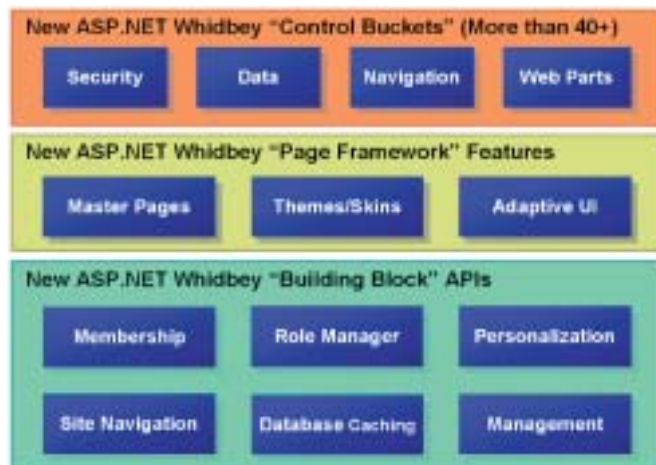 New ASP.NET Whidbey “Control Buckets” (More than 40+)
Security
Data
Navigation
Web Parts
New ASP.NET Whidbey “Page Framework” Features
Master Pages
Themes/Skins
Adaptive UI
New ASP.NET Whidbey “Building Block” APIs
Membership
Role Manager
Personalization
Site Navigation
Database Caching
Management